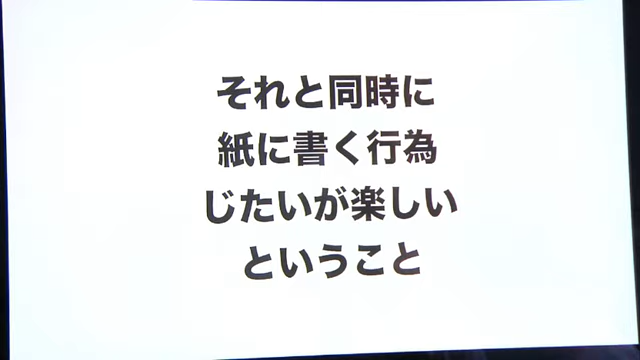 それと同時に
紙に書く行為
じたいが楽しい
ということ